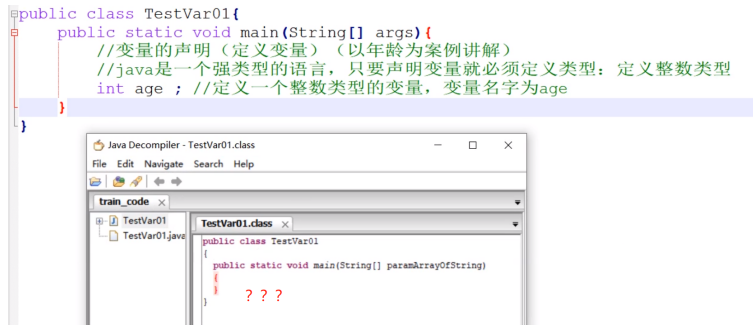 public class TestVar01{
public static void main(String[] args){
//变量的声明（定义变量）（以年龄为案例讲解）
//java是一个强类型的语言，只要声明变量就必须定义类型：定义整数类型
int age ; //定义一个整数类型的变量，变量名字为age
}
}
Java Decompiler - TestVar01.class
File Edit Navigate Search Help
train_code
TestVar01
TestVar01.java
TestVar01.class
public class TestVar01
{
public static void main(String[] paramArrayOfString)
{
}
}
？？？